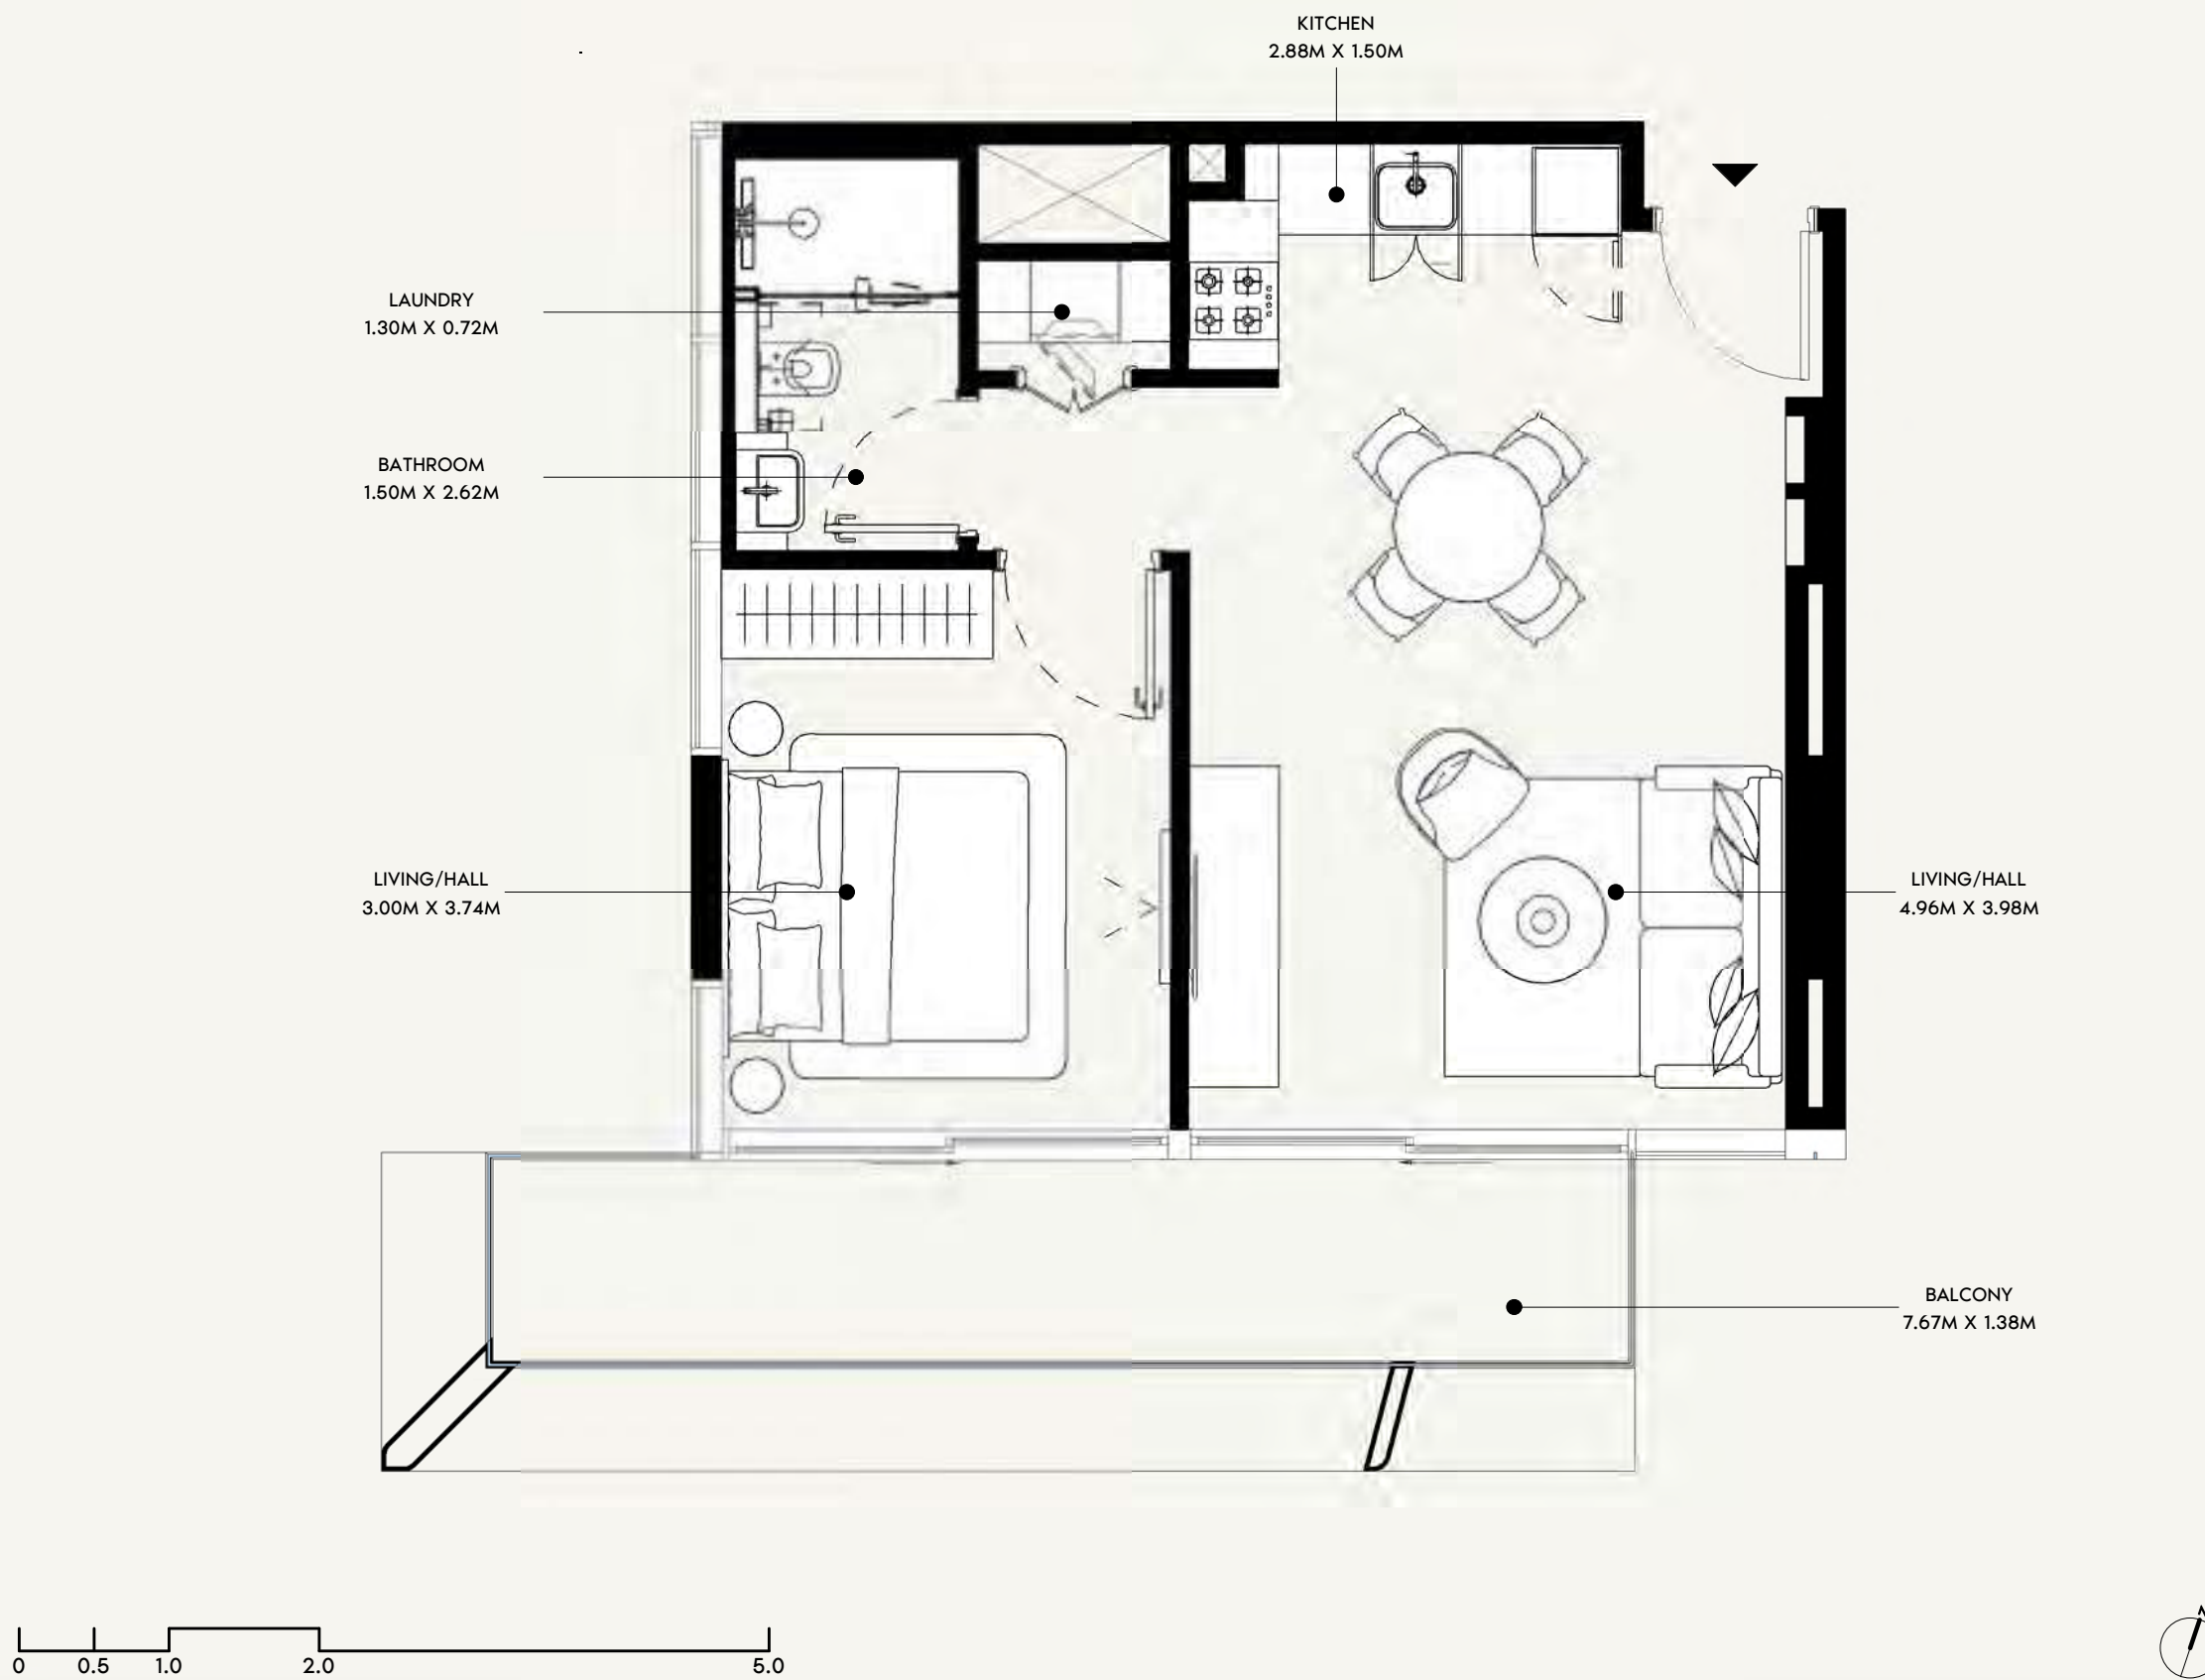 KITCHEN
2.88M X 1.50M
LAUNDRY
1.30M X 0.72M
BATHROOM
1.50M X 2.62M
LIVING/HALL
3.00M X 3.74M
LIVING/HALL
4.96M X 3.98M
BALCONY
7.67M X 1.38M
0 0.5 1.0 2.0 5.0